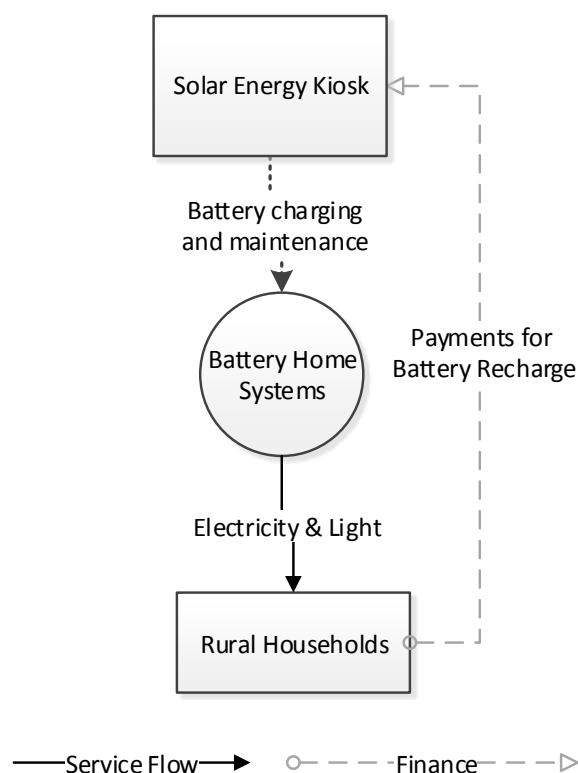 Solar Energy Kiosk
Battery charging
and maintenance
Battery Home
Systems
Payments for
Battery Recharge
Electricity & Light
Rural Households
Service Flow
Finance